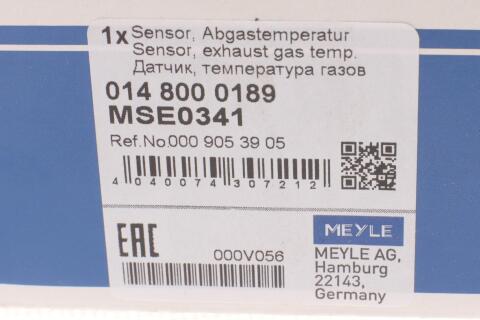 1x Sensor, Abgastemperatur
Sensor, exhaust gas temp.
Датчик, температура газов
014 800 0189
MSE0341
Ref.No.000 905 39 05
4 040074 307212
EAC
000V056
MEYLE
MEYLE AG,
Hamburg
22143,
Germany